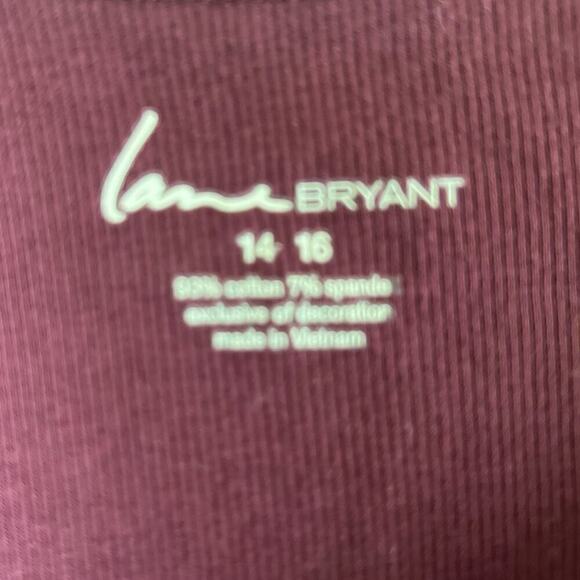 Lane BRYANT
14 16
93% cotton 7% spandex
exclusive of decoration
made in Vietnam